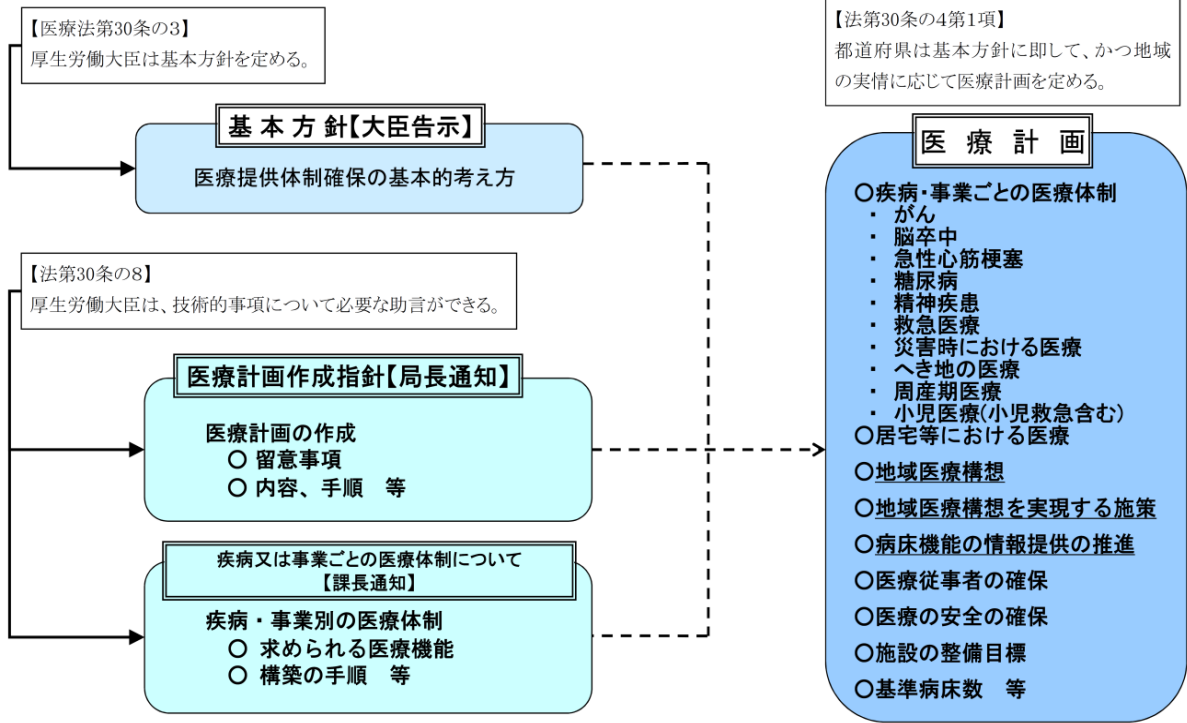 【医療法第30条の3】
厚生労働大臣は基本方針を定める。
基本方針【大臣告示】
医療提供体制確保の基本的考え方
【法第30条の8】
厚生労働大臣は、技術的事項について必要な助言ができる。
医療計画作成指針【局長通知】
医療計画の作成
○ 留意事項
○ 内容、手順　等
疾病又は事業ごとの医療体制について
【課長通知】
疾病・事業別の医療体制
○ 求められる医療機能
○ 構築の手順　等
【法第30条の4第1項】
都道府県は基本方針に即して、かつ地域
の実情に応じて医療計画を定める。
医療計画
○疾病・事業ごとの医療体制
・ がん
・ 脳卒中
・ 急性心筋梗塞
・ 糖尿病
・ 精神疾患
・ 救急医療
・ 災害時における医療
・ へき地の医療
・ 周産期医療
・ 小児医療(小児救急含む)
○居宅等における医療
○地域医療構想
○地域医療構想を実現する施策
○病床機能の情報提供の推進
○医療従事者の確保
○医療の安全の確保
○施設の整備目標
○基準病床数　等